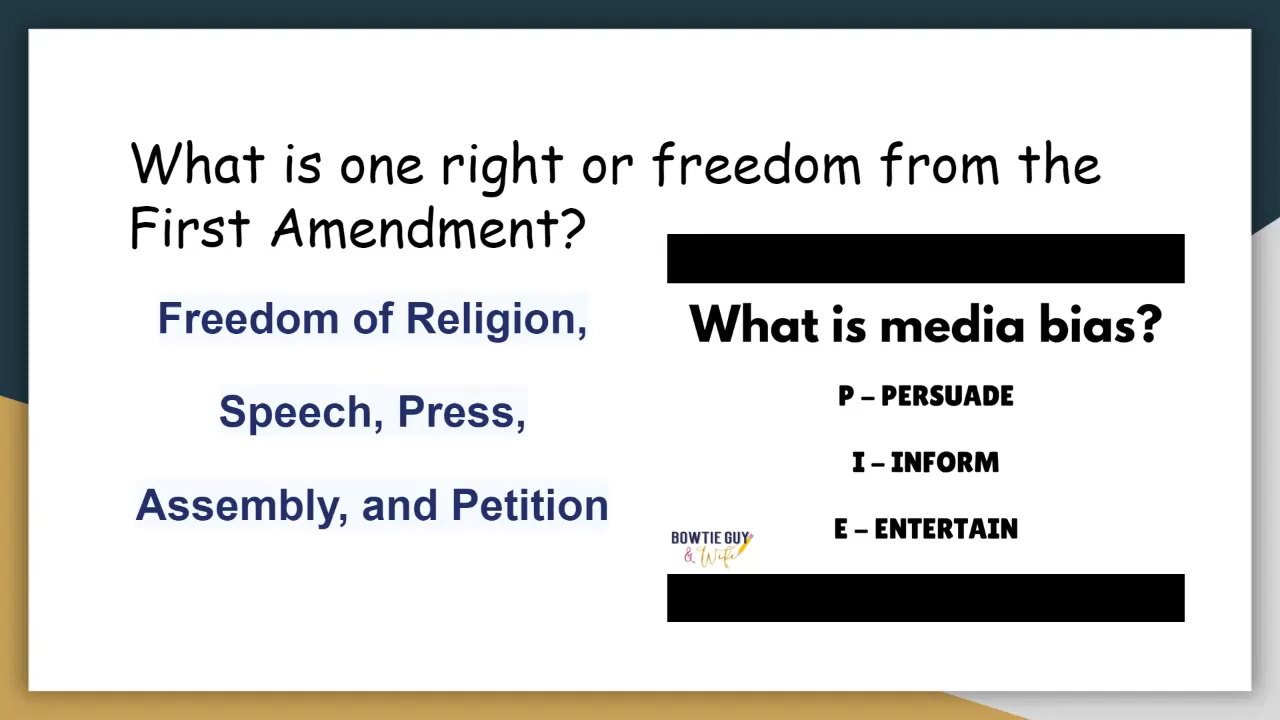 What is one right or freedom from the
First Amendment?
Freedom of Religion,
Speech, Press,
Assembly, and Petition
What is media bias?
P – PERSUADE
I – INFORM
E – ENTERTAIN
BOWTIE GUY
& Wife